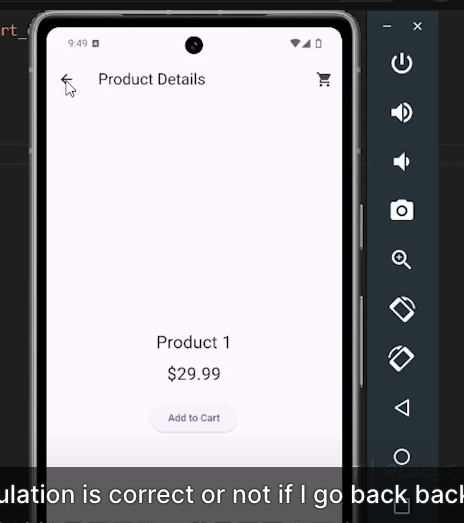 9:49
Product Details
Product 1
$29.99
Add to Cart
ulation is correct or not if I go back back